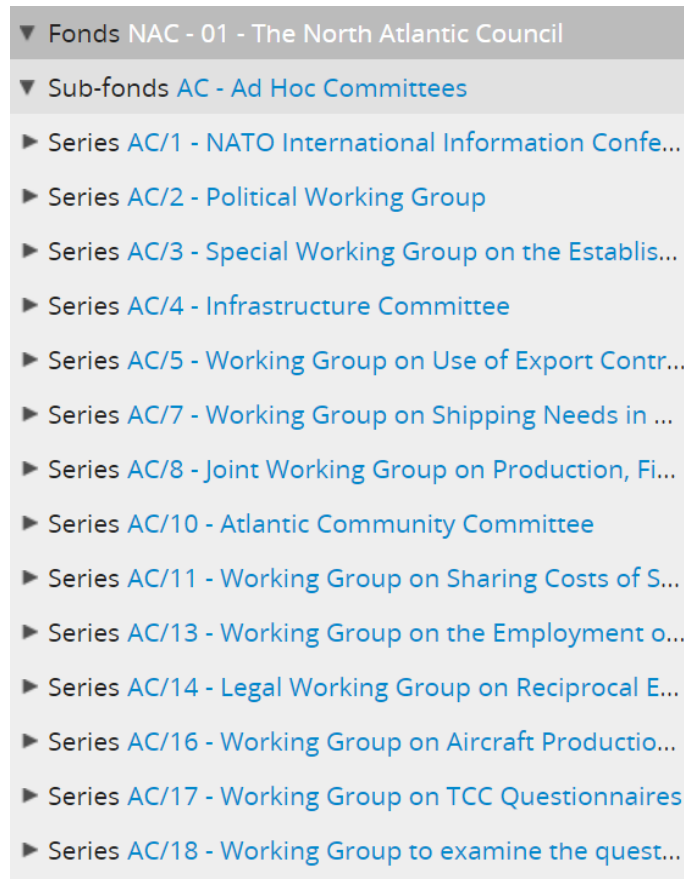 Fonds NAC - 01 - The North Atlantic Council
Sub-fonds AC - Ad Hoc Committees
Series AC/1 - NATO International Information Confe...
Series AC/2 - Political Working Group
Series AC/3 - Special Working Group on the Establis...
Series AC/4 - Infrastructure Committee
Series AC/5 - Working Group on Use of Export Contr...
Series AC/7 - Working Group on Shipping Needs in ...
Series AC/8 - Joint Working Group on Production, Fi...
Series AC/10 - Atlantic Community Committee
Series AC/11 - Working Group on Sharing Costs of S...
Series AC/13 - Working Group on the Employment o...
Series AC/14 - Legal Working Group on Reciprocal E...
Series AC/16 - Working Group on Aircraft Productio...
Series AC/17 - Working Group on TCC Questionnaires
Series AC/18 - Working Group to examine the quest...